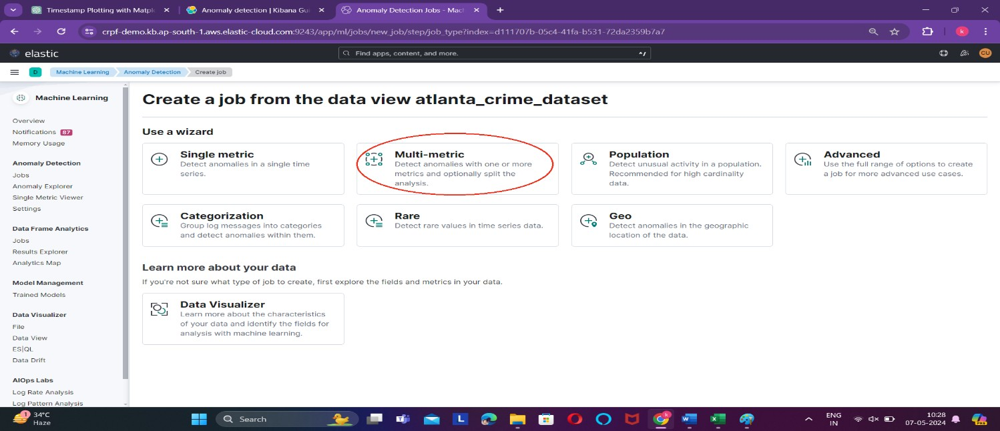 Timestamp Plotting with Matplo
Anomaly detection | Kibana Gui
Anomaly Detection Jobs - Mach
crpf-demo.kb.ap-south-1.aws.elastic-cloud.com:9243/app/ml/jobs/new_job/step/job_type?index=d111707b-05c4-41fa-b531-72da2359b7a7
k
elastic
Find apps, content, and more.
^/
CU
D
Machine Learning
Anomaly Detection
Create job
Machine Learning
Overview
Notifications 87
Memory Usage
Anomaly Detection
Jobs
Anomaly Explorer
Single Metric Viewer
Settings
Data Frame Analytics
Jobs
Results Explorer
Analytics Map
Model Management
Trained Models
Data Visualizer
File
Data View
ES|QL
Data Drift
AIOps Labs
Log Rate Analysis
Log Pattern Analysis
Create a job from the data view atlanta_crime_dataset
Use a wizard
Single metric
Detect anomalies in a single time
series.
Multi-metric
Detect anomalies with one or more
metrics and optionally split the
analysis.
Population
Detect unusual activity in a population.
Recommended for high cardinality
data.
Advanced
Use the full range of options to create
a job for more advanced use cases.
Categorization
Group log messages into categories
and detect anomalies within them.
Rare
Detect rare values in time series data.
Geo
Detect anomalies in the geographic
location of the data.
Learn more about your data
If you're not sure what type of job to create, first explore the fields and metrics in your data.
Data Visualizer
Learn more about the characteristics
of your data and identify the fields for
analysis with machine learning.
1
34°C
Haze
Search
L
k
ENG
IN
10:28
07-05-2024
PRE